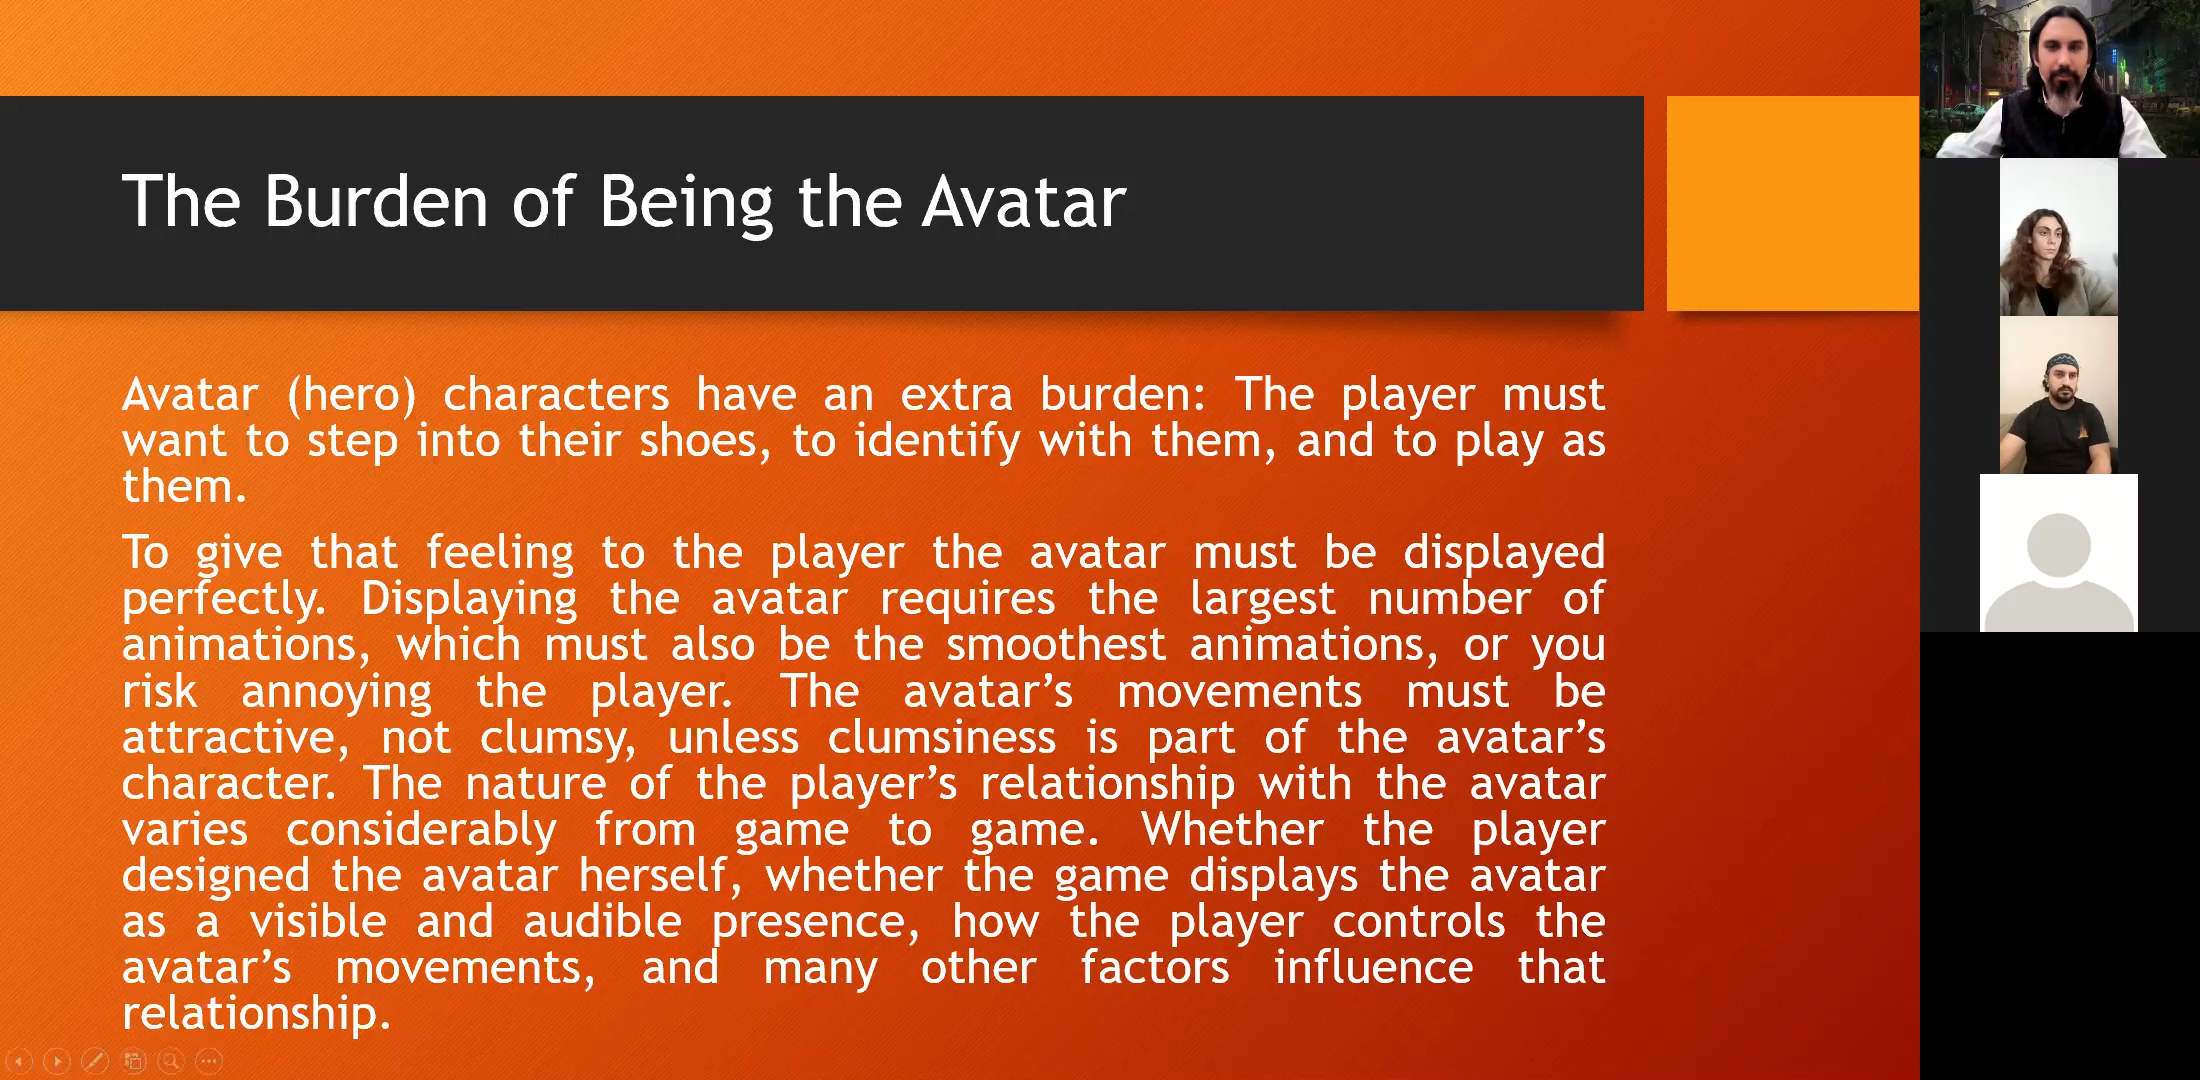 The Burden of Being the Avatar
Avatar (hero) characters have an extra burden: The player must
want to step into their shoes, to identify with them, and to play as
them.
To give that feeling to the player the avatar must be displayed
perfectly. Displaying the avatar requires the largest number of
animations, which must also be the smoothest animations, or you
risk annoying the player. The avatar’s movements must be
attractive, not clumsy, unless clumsiness is part of the avatar’s
character. The nature of the player’s relationship with the avatar
varies considerably from game to game. Whether the player
designed the avatar herself, whether the game displays the avatar
as a visible and audible presence, how the player controls the
avatar’s movements, and many other factors influence that
relationship.